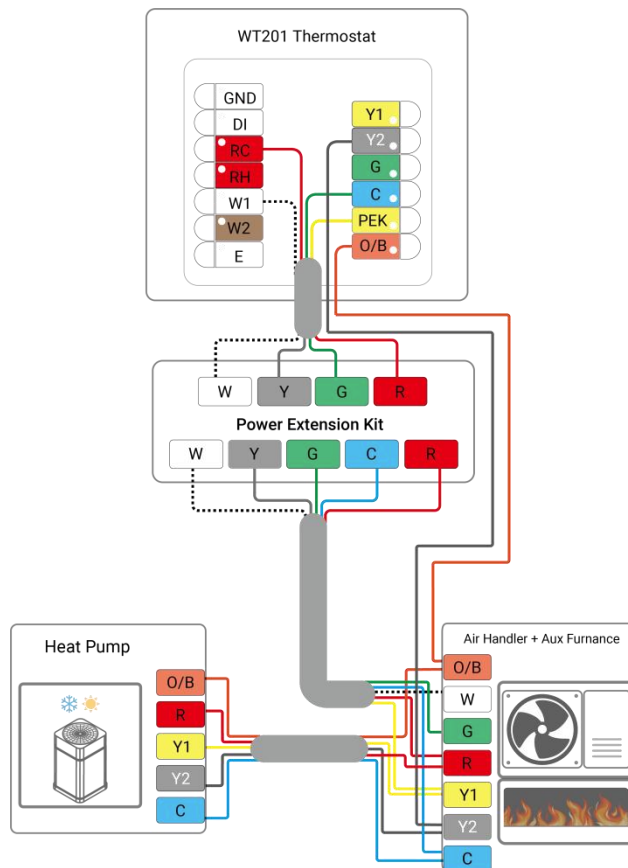 WT201 Thermostat
GND
DI
RC
RH
W1
W2
E
Y1
Y2
G
C
PEK
O/B
W
Y
G
R
Power Extension Kit
W
Y
G
C
R
Heat Pump
O/B
R
Y1
Y2
C
Air Handler + Aux Furnance
O/B
W
G
R
Y1
Y2
C